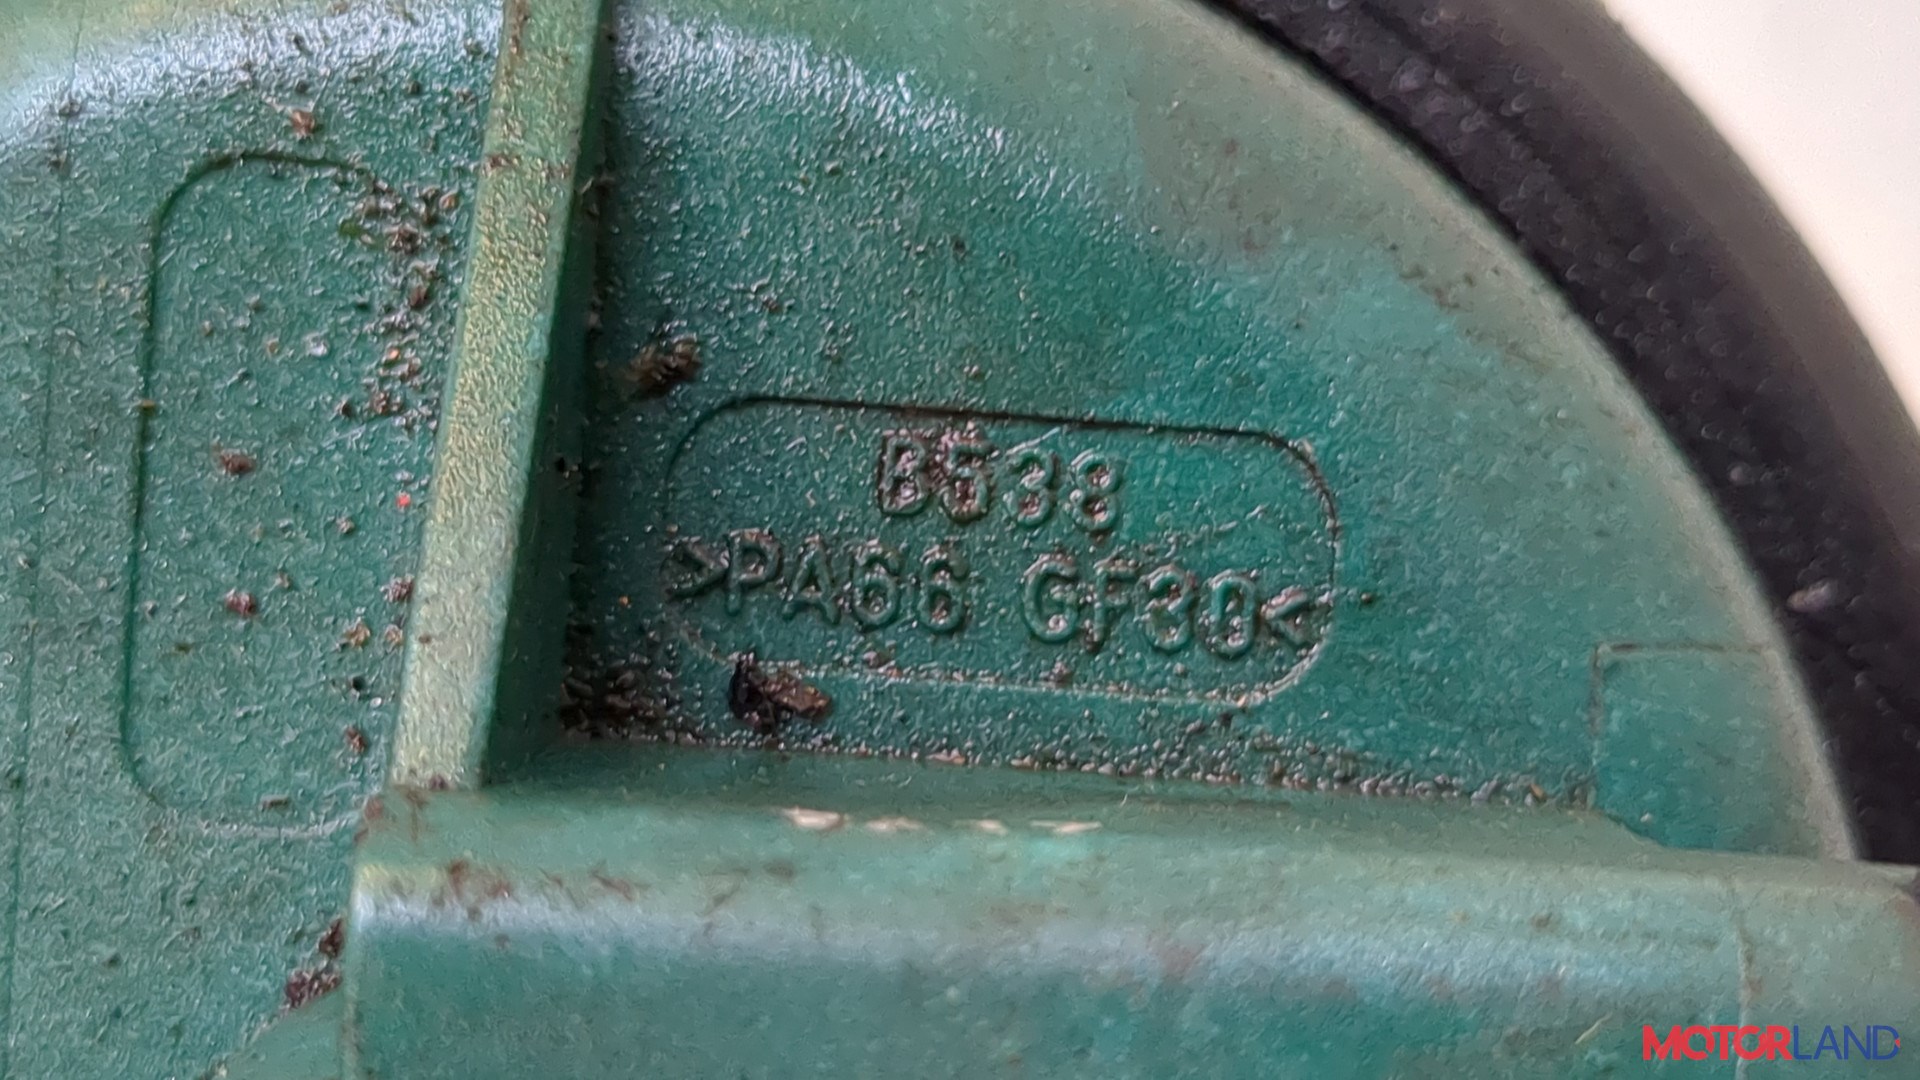 B538
>PA66 GF30<
MOTORLAND